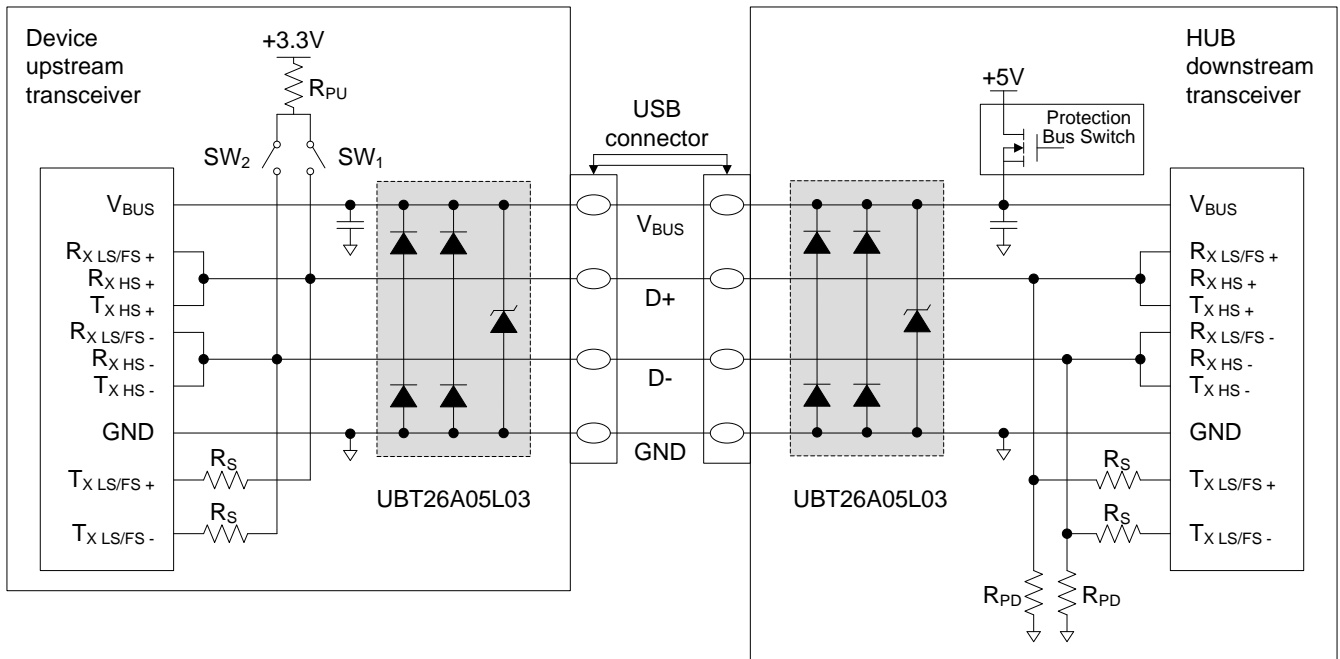 Device
upstream
transceiver
+3.3V
RPU
SW2
SW1
VBUS
RX LS/FS +
RX HS +
TX HS +
RX LS/FS -
RX HS -
TX HS -
GND
TX LS/FS +
TX LS/FS -
RS
RS
UBT26A05L03
USB
connector
VBUS
D+
D-
GND
HUB
downstream
transceiver
+5V
Protection
Bus Switch
UBT26A05L03
VBUS
RX LS/FS +
RX HS +
TX HS +
RX LS/FS -
RX HS -
TX HS -
GND
RS
TX LS/FS +
RS
TX LS/FS -
RPD
RPD